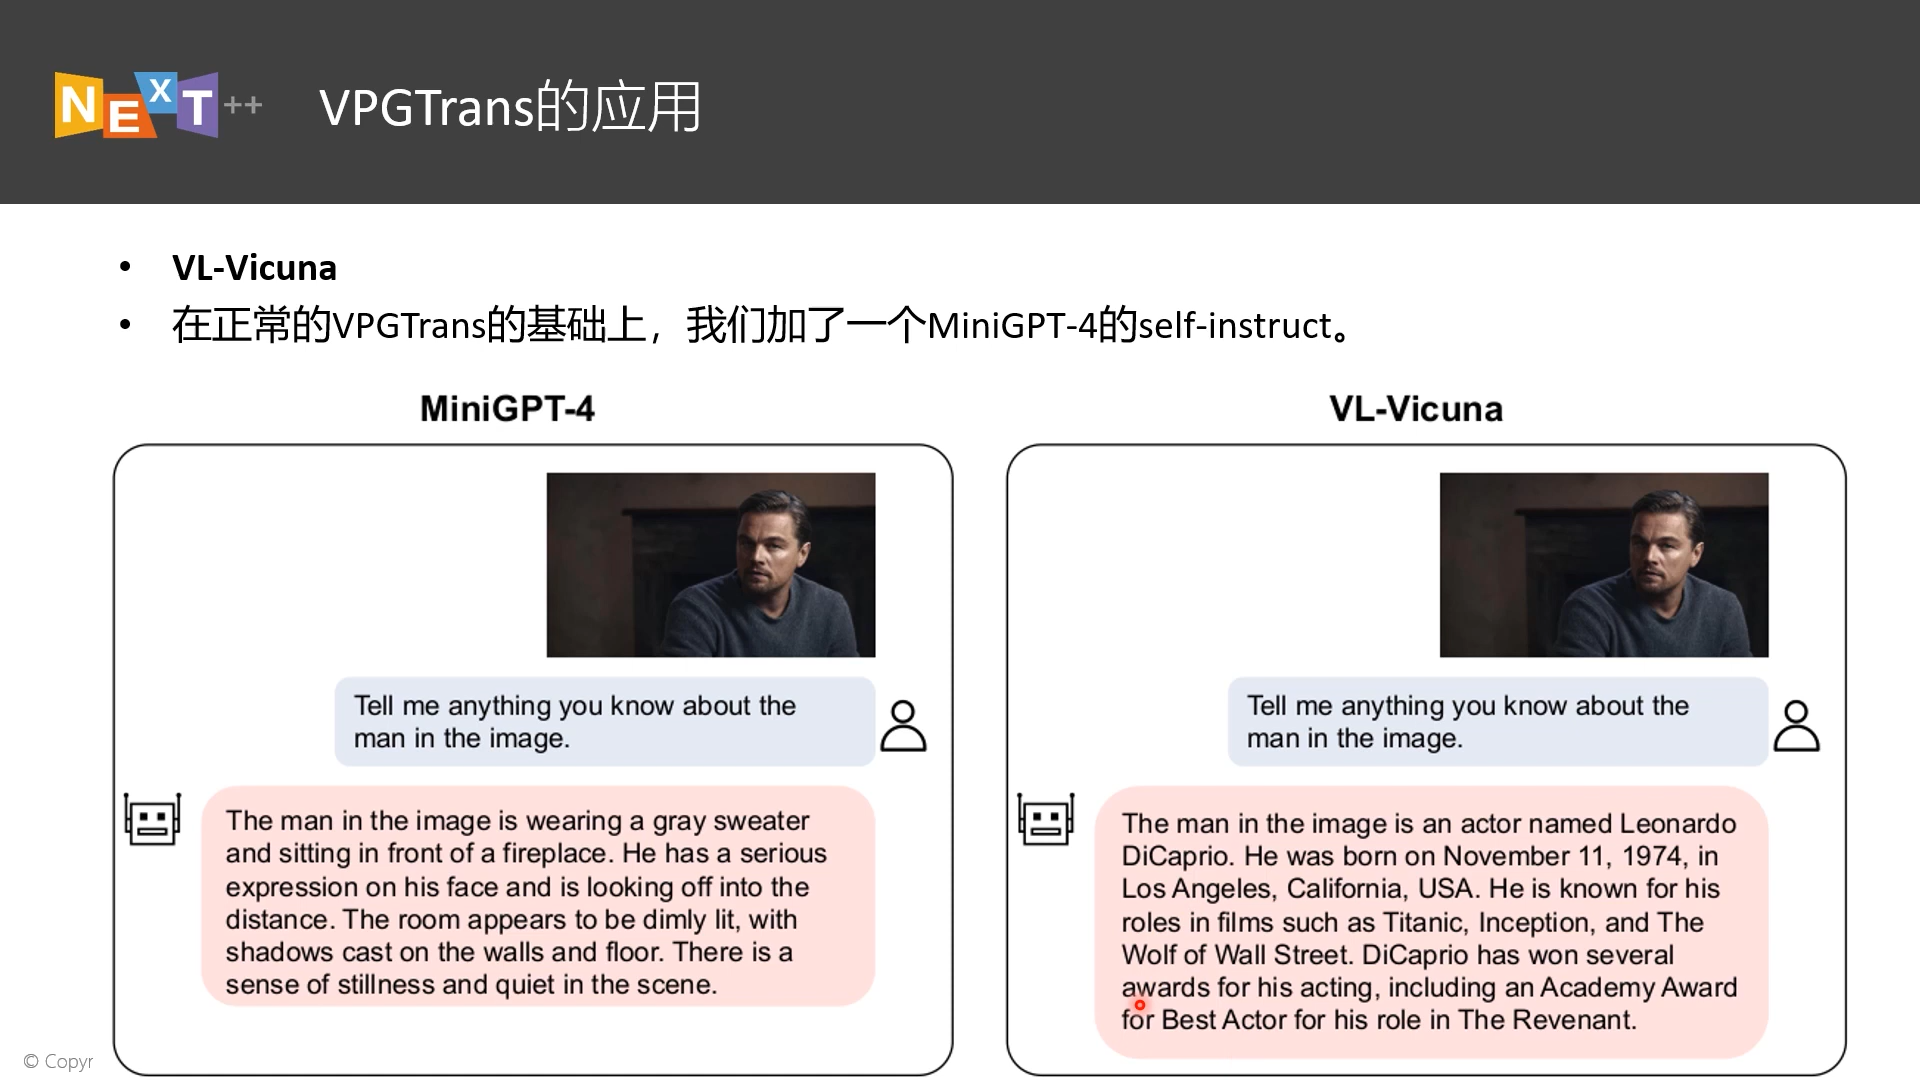 NEXT++
VPGTrans的应用
• VL-Vicuna
• 在正常的VPGTrans的基础上，我们加了一个MiniGPT-4的self-instruct。
MiniGPT-4
Tell me anything you know about the
man in the image.
The man in the image is wearing a gray sweater
and sitting in front of a fireplace. He has a serious
expression on his face and is looking off into the
distance. The room appears to be dimly lit, with
shadows cast on the walls and floor. There is a
sense of stillness and quiet in the scene.
VL-Vicuna
Tell me anything you know about the
man in the image.
The man in the image is an actor named Leonardo
DiCaprio. He was born on November 11, 1974, in
Los Angeles, California, USA. He is known for his
roles in films such as Titanic, Inception, and The
Wolf of Wall Street. DiCaprio has won several
awards for his acting, including an Academy Award
for Best Actor for his role in The Revenant.
© Copyr